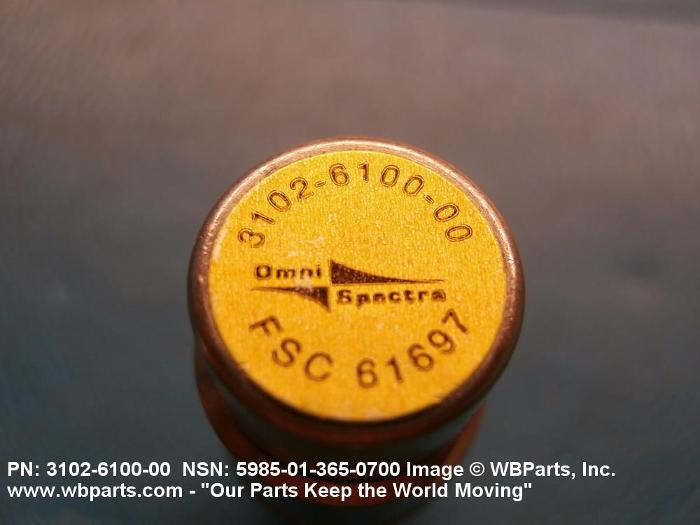 3102-6100-00
Omni
Spectra
FSC 61697
PN: 3102-6100-00 NSN: 5985-01-365-0700 Image © WBParts, Inc.
www.wbparts.com - "Our Parts Keep the World Moving"